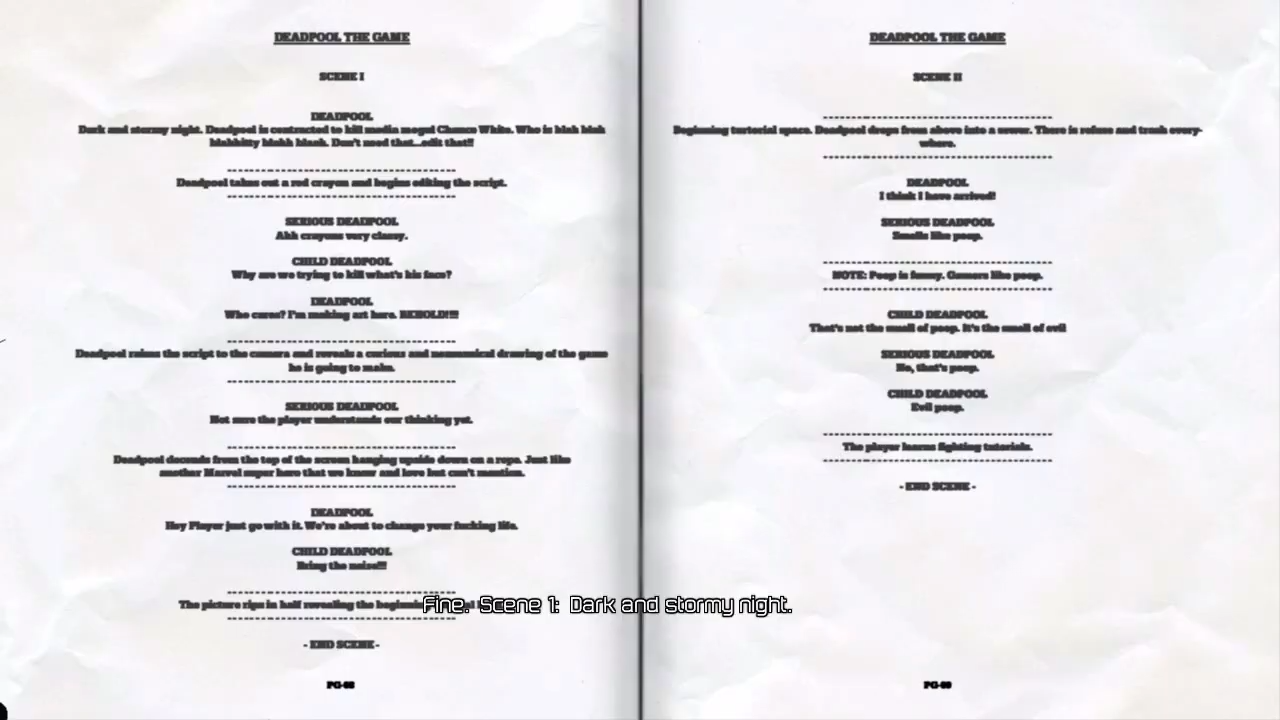 DEADPOOL THE GAME
SCENE I
DEADPOOL
Dark and stormy night. Deadpool is contracted to kill media mogul Chance White. Who is blah blah
blahbitty blahh blaah. Don't need that...edit that!!
Deadpool takes out a red crayon and begins editing the script.
SERIOUS DEADPOOL
Ahh crayons very classy.
CHILD DEADPOOL
Why are we trying to kill what's his face?
DEADPOOL
Who cares? I'm making art here. BEHOLD!!!!
Deadpool raises the script to the camera and reveals a curious and nonsensical drawing of the game
he is going to make.
SERIOUS DEADPOOL
Not sure the player understands our thinking yet.
Deadpool decends from the top of the screen hanging upside down on a rope. Just like
another Marvel super hero that we know and love but can't mention.
DEADPOOL
Hey Player just go with it. We're about to change your fucking life.
CHILD DEADPOOL
Bring the noise!!!
The picture rips in half revealing the
Fine. Scene 1: Dark and stormy night.
- END SCENE -
PG-08
DEADPOOL THE GAME
SCENE II
Beginning turtorial space. Deadpool drops from above into a sewer. There is refuse and trash every-
where.
DEADPOOL
I think I have arrived!
SERIOUS DEADPOOL
Smells like poop.
NOTE: Poop is funny. Gamers like poop.
CHILD DEADPOOL
That's not the smell of poop. It's the smell of evil
SERIOUS DEADPOOL
No, that's poop.
CHILD DEADPOOL
Evil poop.
The player learns fighting tutorials.
- END SCENE -
PG-09